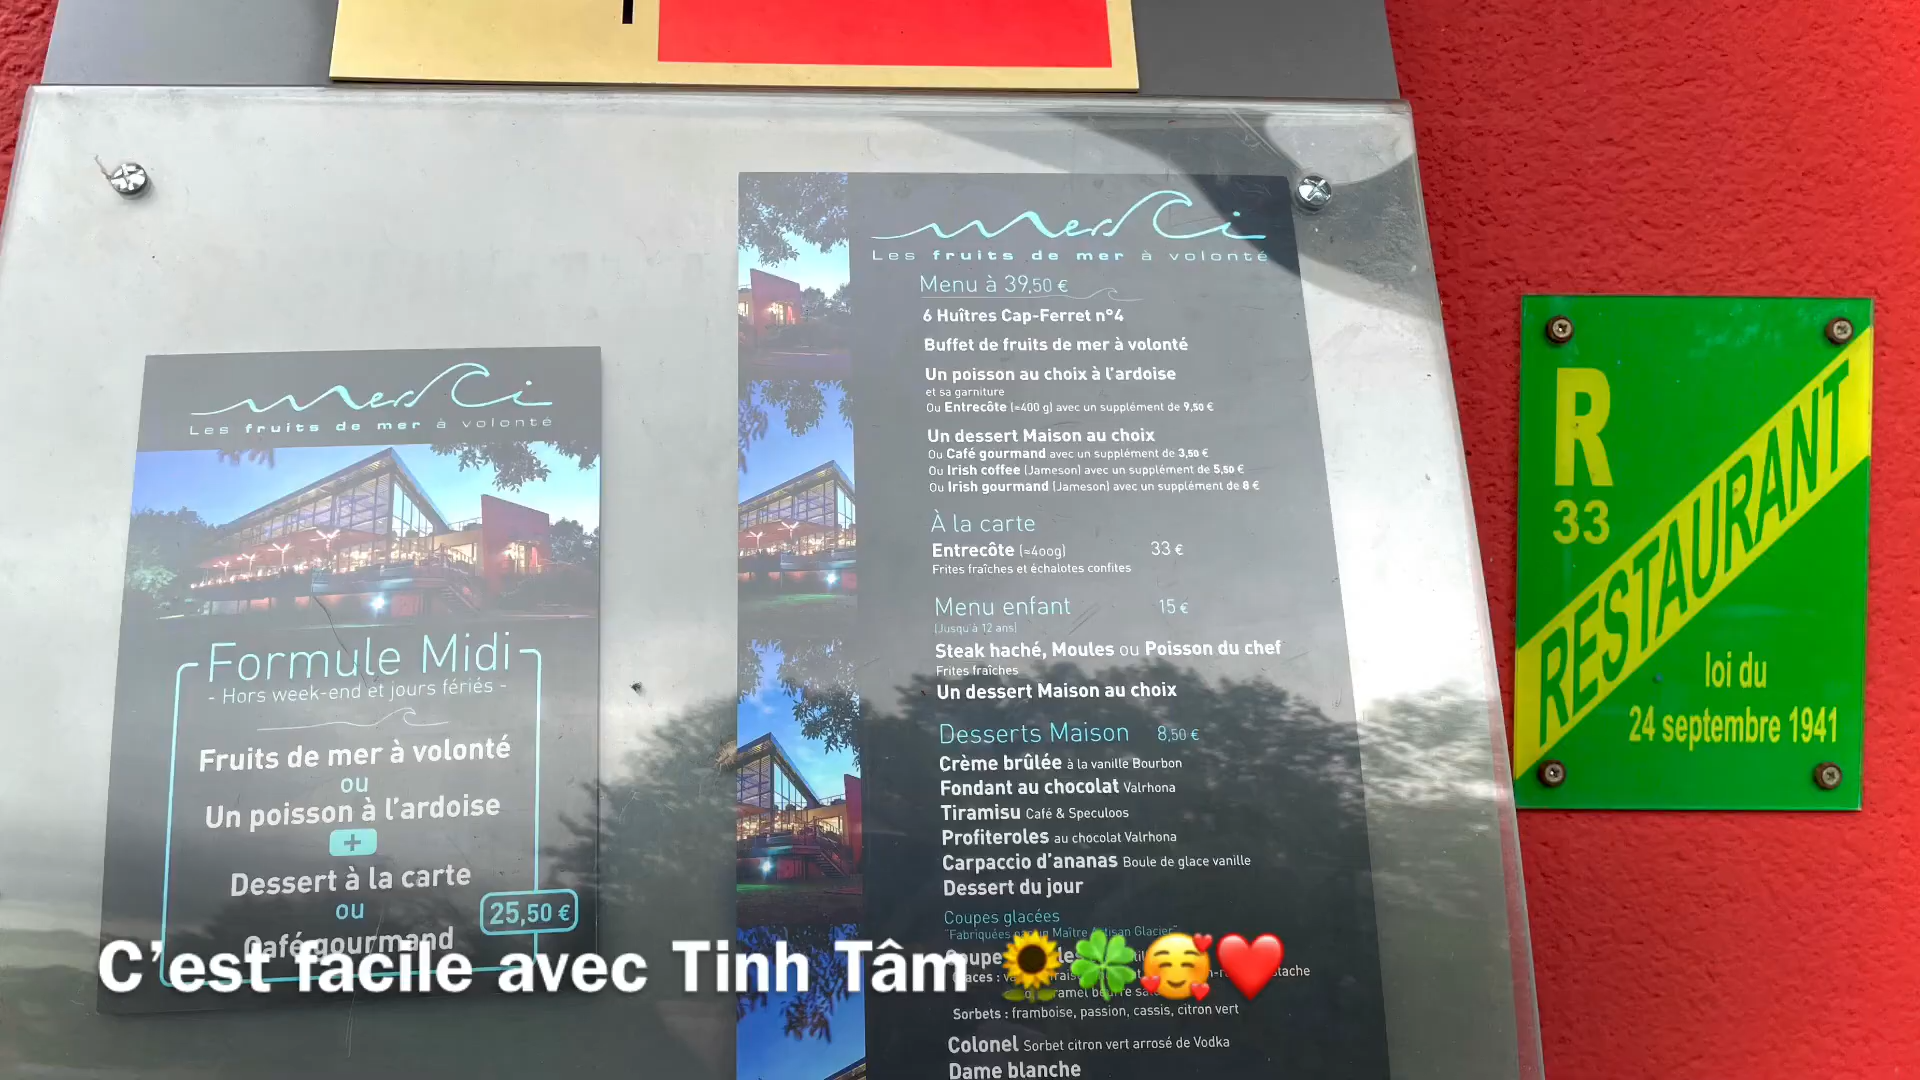 Merci
Les fruits de mer à volonté
Formule Midi
- Hors week-end et jours fériés -
Fruits de mer à volonté
ou
Un poisson à l’ardoise
+
Dessert à la carte
ou
Café gourmand
25,50 €
Merci
Les fruits de mer à volonté
Menu à 39,50 €
6 Huîtres Cap-Ferret n°4
Buffet de fruits de mer à volonté
Un poisson au choix à l’ardoise
et sa garniture
Ou Entrecôte (≈400 g) avec un supplément de 9,50 €
Un dessert Maison au choix
Ou Café gourmand avec un supplément de 3,50 €
Ou Irish coffee (Jameson) avec un supplément de 5,50 €
Ou Irish gourmand (Jameson) avec un supplément de 8 €
À la carte
Entrecôte (≈400g) 33 €
Frites fraîches et échalotes confites
Menu enfant 15 €
(Jusqu’à 12 ans)
Steak haché, Moules ou Poisson du chef
Frites fraîches
Un dessert Maison au choix
Desserts Maison 8,50 €
Crème brûlée à la vanille Bourbon
Fondant au chocolat Valrhona
Tiramisu Café & Speculoos
Profiteroles au chocolat Valrhona
Carpaccio d’ananas Boule de glace vanille
Dessert du jour
Coupes glacées
"Fabriquées par un Maître Artisan Glacier"
Sorbets : framboise, passion, cassis, citron vert
Colonel Sorbet citron vert arrosé de Vodka
Dame blanche
R
33
RESTAURANT
loi du
24 septembre 1941
C’est facile avec Tinh Tâm 🌻🍀🥰❤️